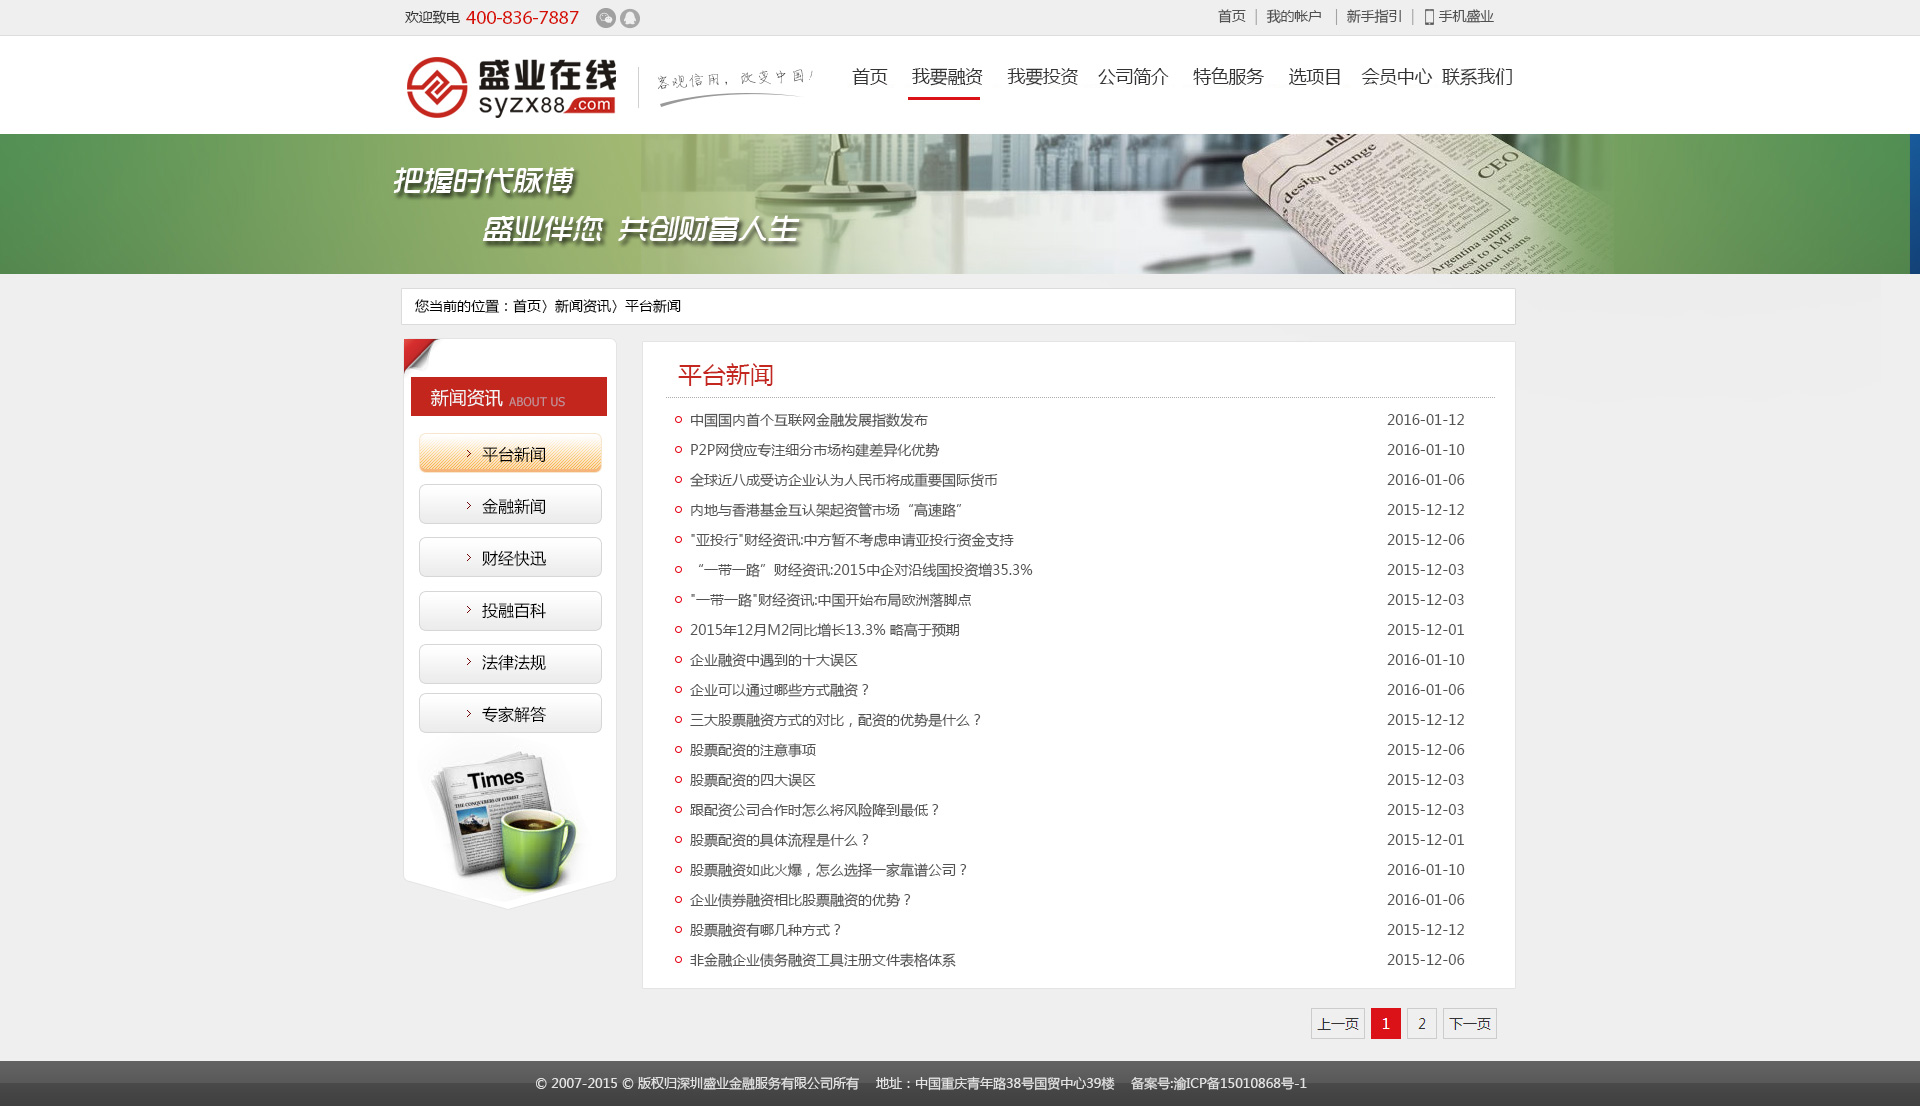 欢迎致电 400-836-7887
首页 | 我的帐户 | 新手指引 | 手机盛业
盛业在线
syzx88.com
客观信用，改变中国！
首页 我要融资 我要投资 公司简介 特色服务 选项目 会员中心 联系我们
把握时代脉博
盛业伴您 共创财富人生
design change
CEO
Argentina submits
quest to IMF
bailout loans
您当前的位置：首页〉新闻资讯〉平台新闻
新闻资讯 ABOUT US
平台新闻
金融新闻
财经快迅
投融百科
法律法规
专家解答
Times
THE CONQUERORS OF EVEREST
平台新闻
中国国内首个互联网金融发展指数发布 2016-01-12
P2P网贷应专注细分市场构建差异化优势 2016-01-10
全球近八成受访企业认为人民币将成重要国际货币 2016-01-06
内地与香港基金互认架起资管市场“高速路” 2015-12-12
"亚投行"财经资讯:中方暂不考虑申请亚投行资金支持 2015-12-06
“一带一路”财经资讯:2015中企对沿线国投资增35.3% 2015-12-03
"一带一路"财经资讯:中国开始布局欧洲落脚点 2015-12-03
2015年12月M2同比增长13.3% 略高于预期 2015-12-01
企业融资中遇到的十大误区 2016-01-10
企业可以通过哪些方式融资？ 2016-01-06
三大股票融资方式的对比，配资的优势是什么？ 2015-12-12
股票配资的注意事项 2015-12-06
股票配资的四大误区 2015-12-03
跟配资公司合作时怎么将风险降到最低？ 2015-12-03
股票配资的具体流程是什么？ 2015-12-01
股票融资如此火爆，怎么选择一家靠谱公司？ 2016-01-10
企业债券融资相比股票融资的优势？ 2016-01-06
股票融资有哪几种方式？ 2015-12-12
非金融企业债务融资工具注册文件表格体系 2015-12-06
上一页 1 2 下一页
© 2007-2015 © 版权归深圳盛业金融服务有限公司所有 地址：中国重庆青年路38号国贸中心39楼 备案号:渝ICP备15010868号-1